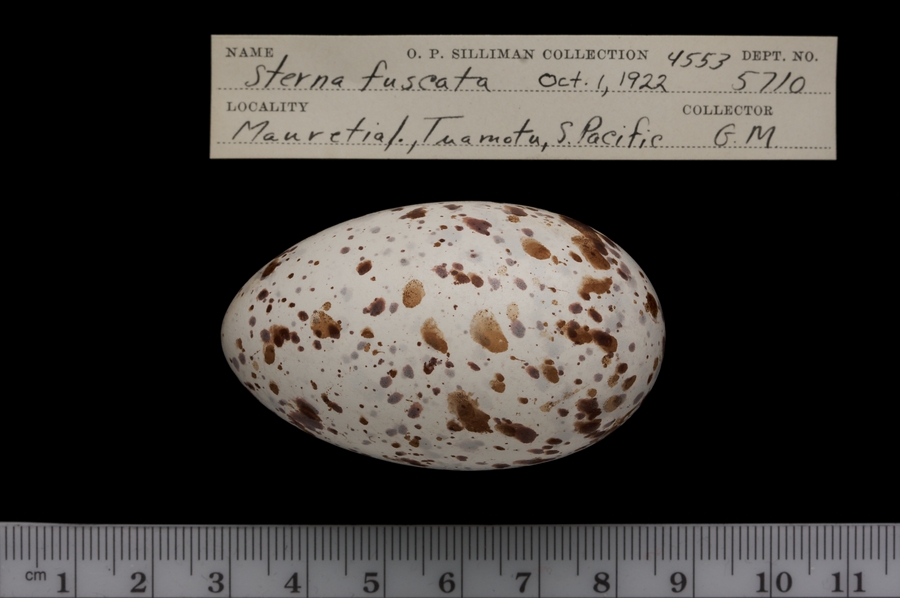 NAME O. P. SILLIMAN COLLECTION 4553 DEPT. NO.
Sterna fuscata Oct. 1, 1922 5710
LOCALITY COLLECTOR
Mauretia I., Tuamotu, S. Pacific G. M
cm 1 2 3 4 5 6 7 8 9 10 11